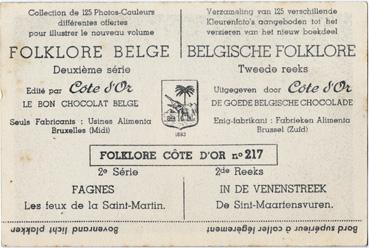 Collection de 125 Photos-Couleurs
différentes offertes
pour illustrer le nouveau volume
FOLKLORE BELGE
Deuxième série
Edité par Côte d'Or
LE BON CHOCOLAT BELGE
Seuls Fabricants : Usines Alimenta
Bruxelles (Midi)
Verzameling van 125 verschillende
Kleurenfoto's aangeboden tot het
versieren van het nieuw boekdeel
BELGISCHE FOLKLORE
Tweede reeks
Uitgegeven door Côte d'Or
DE GOEDE BELGISCHE CHOCOLADE
Enig-fabrikant : Fabrieken Alimenta
Brussel (Zuid)
1883
FOLKLORE CÔTE D'OR no 217
2e Série
FAGNES
Les feux de la Saint-Martin.
2de Reeks
IN DE VENENSTREEK
De Sint-Maartensvuren.
Bord supérieur à coller légèrement
Bovenrand licht plakken